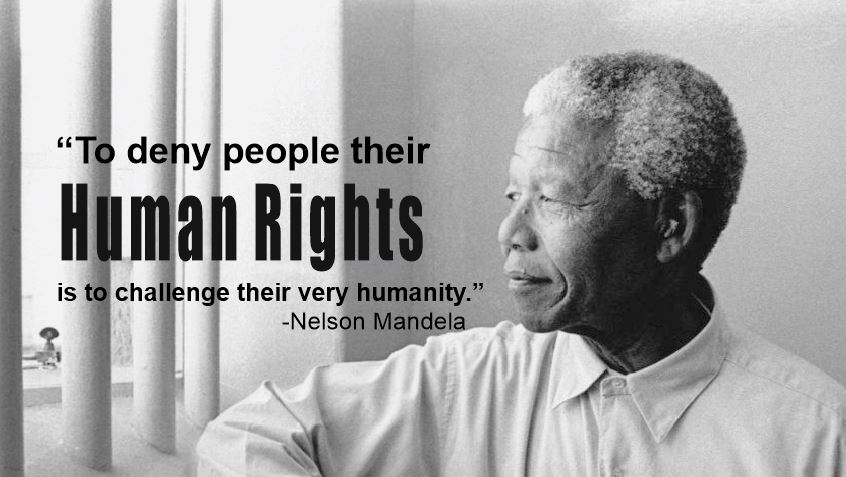 “To deny people their
Human Rights
is to challenge their very humanity.”
-Nelson Mandela